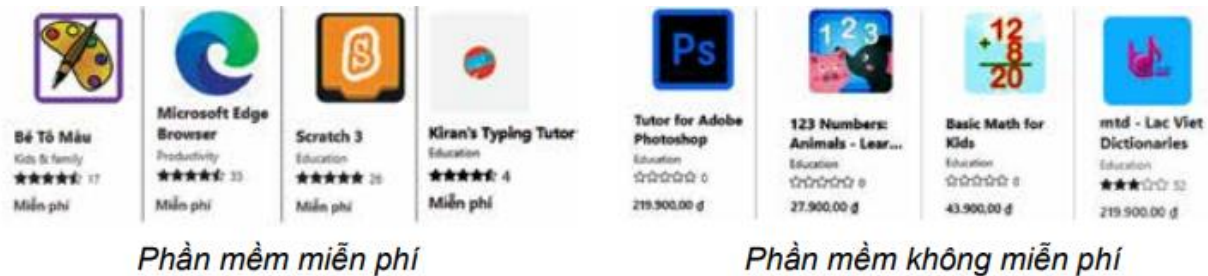 Bé Tô Màu
Kids & family
17
Miễn phí
Microsoft Edge
Browser
Productivity
33
Miễn phí
S
Scratch 3
Education
26
Miễn phí
Kiran's Typing Tutor
Education
4
Miễn phí
Phần mềm miễn phí
Ps
Tutor for Adobe
Photoshop
Education
0
219.900,00 ₫
1 2 3
123 Numbers:
Animals - Lear...
Education
0
27.900,00 ₫
12
+ 8
20
Basic Math for
Kids
Education
0
43.900,00 ₫
mtd - Lac Viet
Dictionaries
Education
52
219.900,00 ₫
Phần mềm không miễn phí